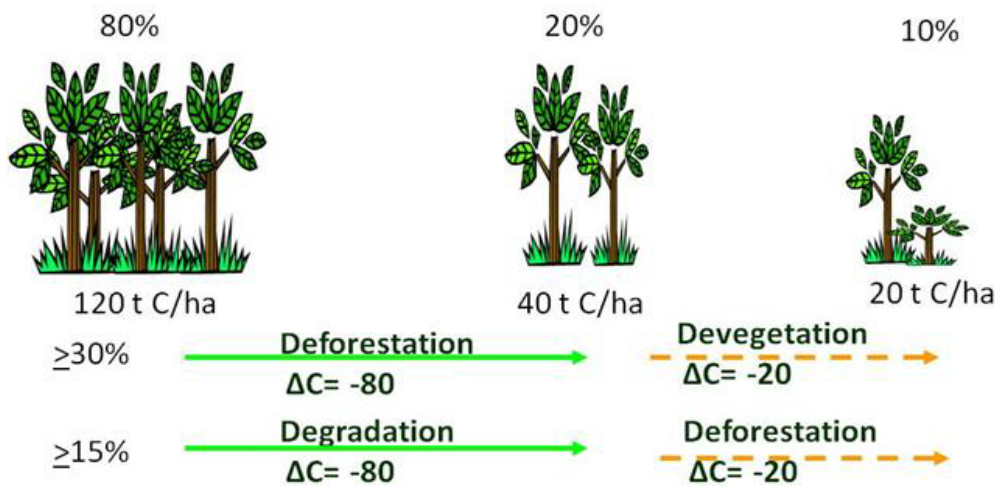 80% 20% 10%
120 t C/ha 40 t C/ha 20 t C/ha
≥30% Deforestation Devegetation
ΔC= -80 ΔC= -20
≥15% Degradation Deforestation
ΔC= -80 ΔC= -20